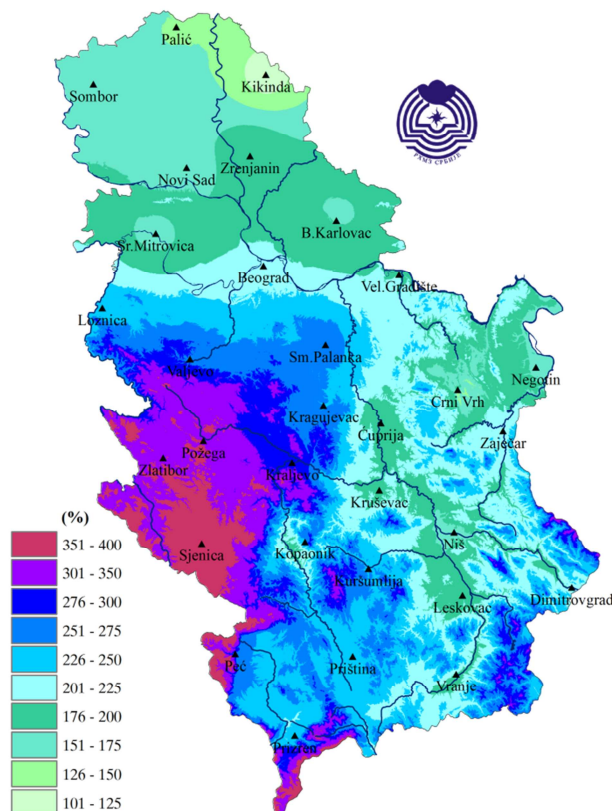 Palić
Kikinda
Sombor
Zrenjanin
Novi Sad
Sr.Mitrovica
B.Karlovac
Beograd
Vel.Gradište
Loznica
Sm.Palanka
Valjevo
Negotin
Crni Vrh
Kragujevac
Ćuprija
Zaječar
Požega
Zlatibor
Kraljevo
Kruševac
(%)
351 - 400
301 - 350
276 - 300
251 - 275
226 - 250
201 - 225
176 - 200
151 - 175
126 - 150
101 - 125
Niš
Sjenica
Kopaonik
Kuršumlija
Dimitrovgrad
Leskovac
Peć
Priština
Vranje
Prizren
РХМЗ СРБИЈЕ